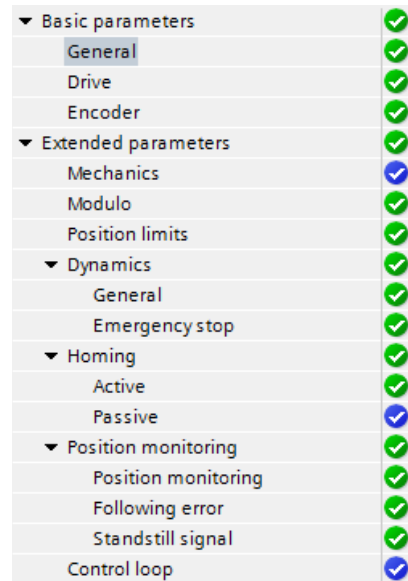 Basic parameters
General
Drive
Encoder
Extended parameters
Mechanics
Modulo
Position limits
Dynamics
General
Emergency stop
Homing
Active
Passive
Position monitoring
Position monitoring
Following error
Standstill signal
Control loop